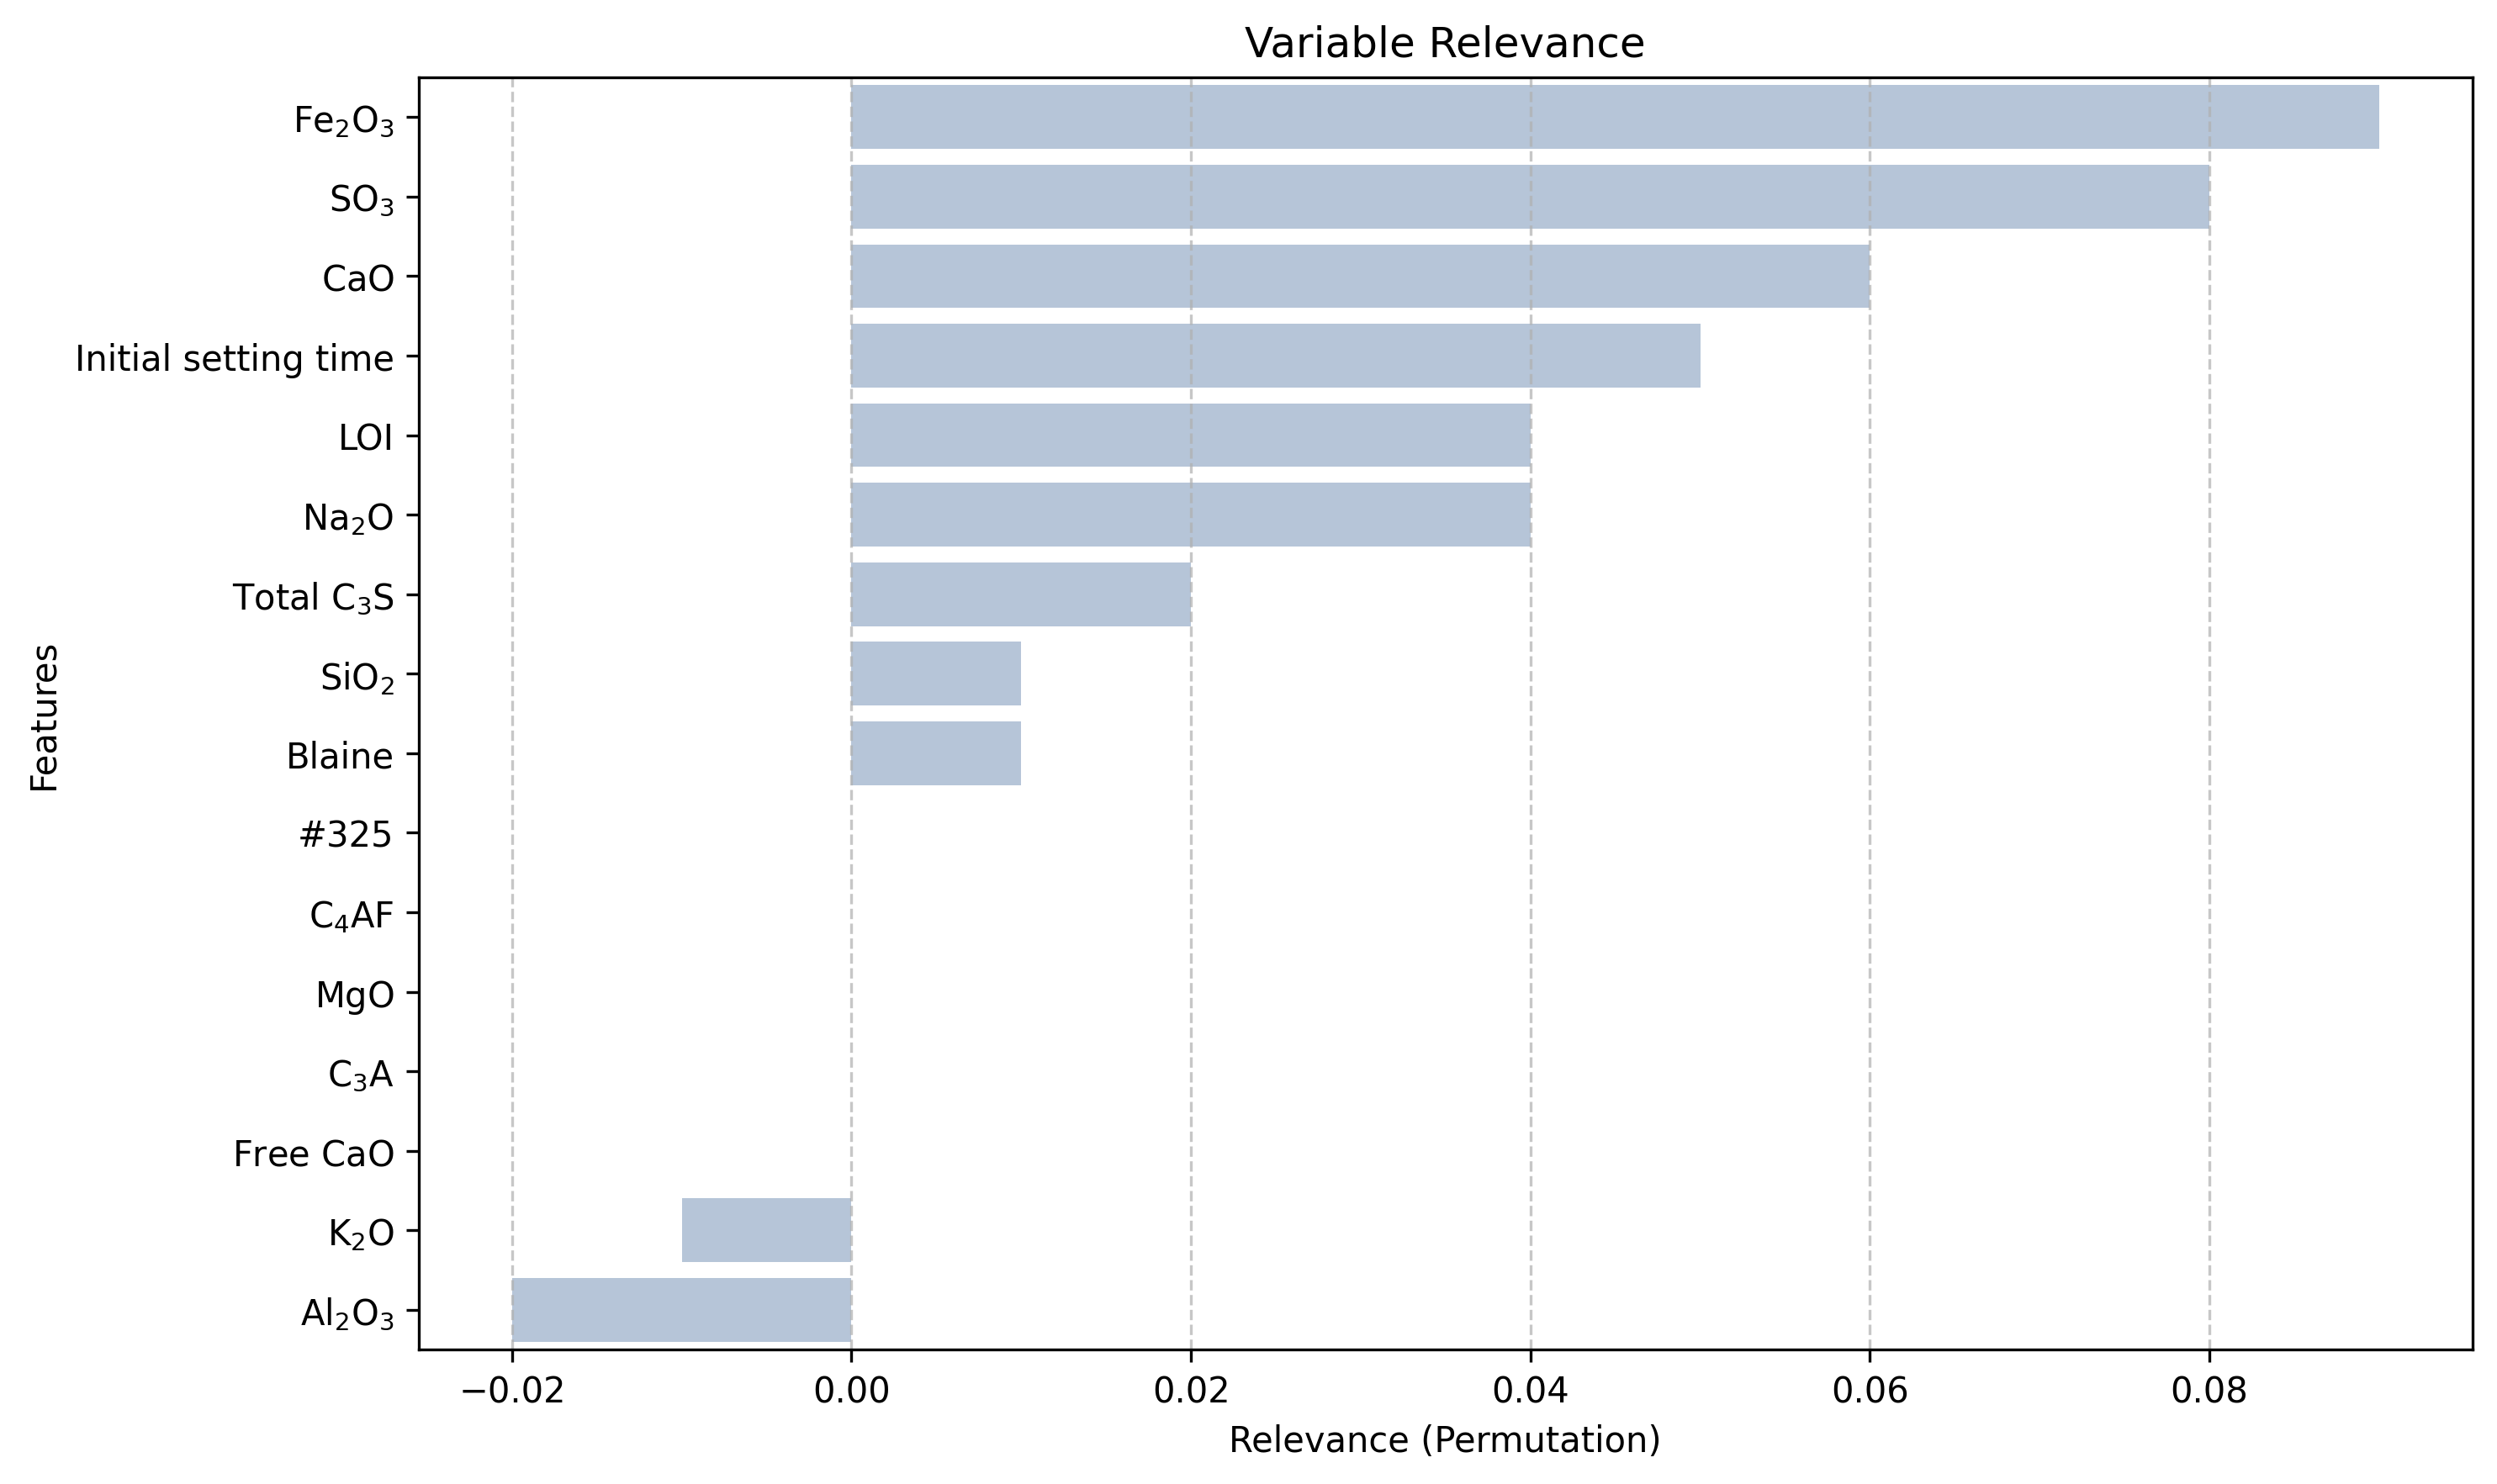 Variable Relevance
Fe₂O₃
SO₃
CaO
Initial setting time
LOI
Na₂O
Total C₃S
SiO₂
Blaine
#325
C₄AF
MgO
C₃A
Free CaO
K₂O
Al₂O₃
Features
−0.02 0.00 0.02 0.04 0.06 0.08
Relevance (Permutation)